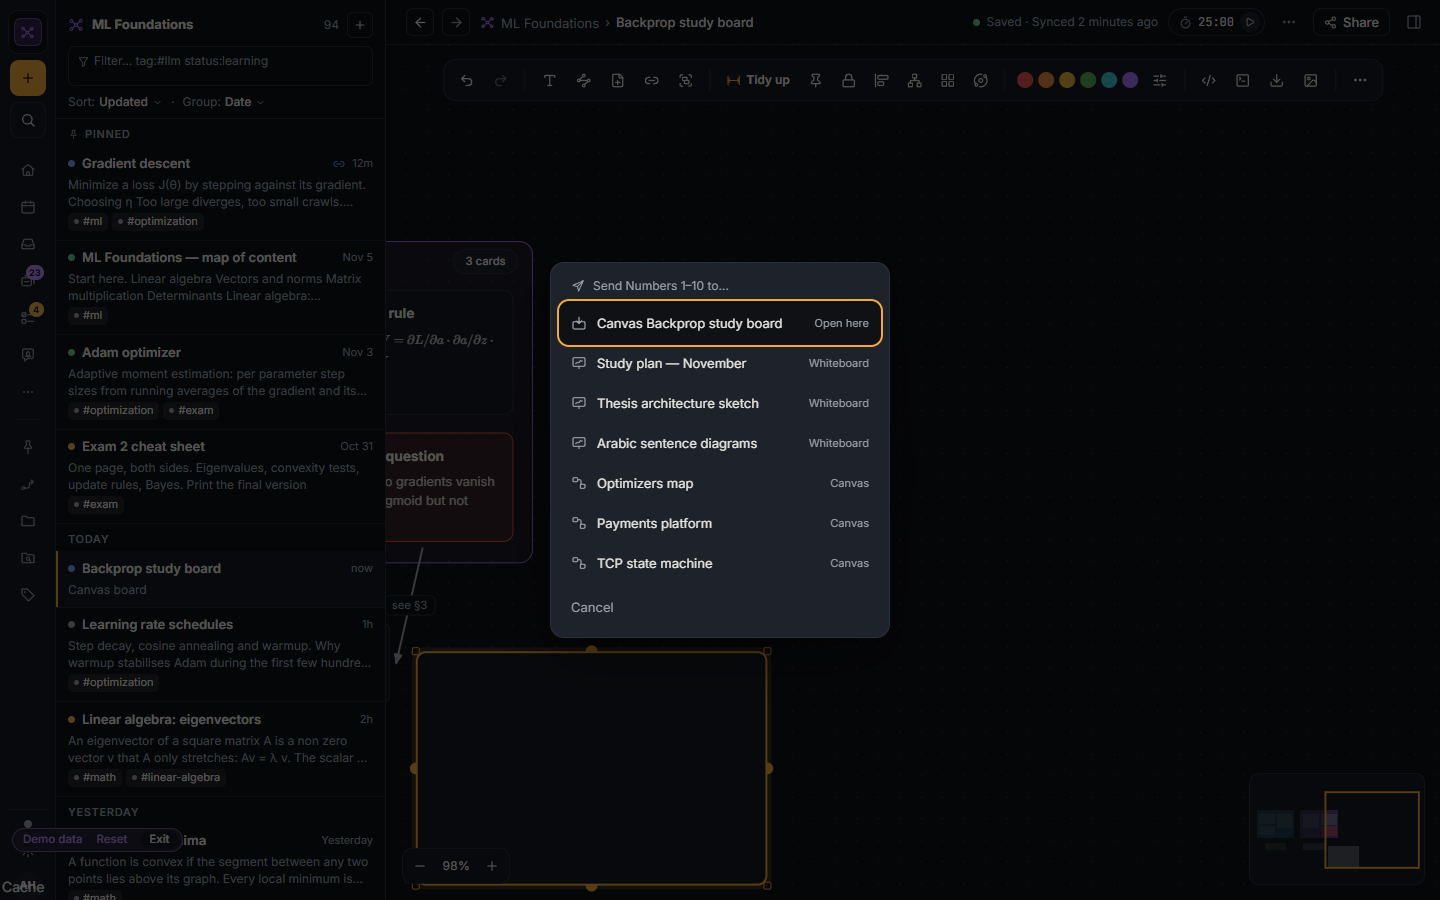 ML Foundations
94
Filter... tag:#llm status:learning
Sort: Updated · Group: Date
PINNED
Gradient descent
12m
Minimize a loss J(θ) by stepping against its gradient.
Choosing η Too large diverges, too small crawls....
#ml #optimization
ML Foundations — map of content
Nov 5
Start here. Linear algebra Vectors and norms Matrix
multiplication Determinants Linear algebra:...
#ml
Adam optimizer
Nov 3
Adaptive moment estimation: per parameter step
sizes from running averages of the gradient and its...
#optimization #exam
Exam 2 cheat sheet
Oct 31
One page, both sides. Eigenvalues, convexity tests,
update rules, Bayes. Print the final version
#exam
TODAY
Backprop study board
now
Canvas board
Learning rate schedules
1h
Step decay, cosine annealing and warmup. Why
warmup stabilises Adam during the first few hundre...
#optimization
Linear algebra: eigenvectors
2h
An eigenvector of a square matrix A is a non zero
vector v that A only stretches: Av = λ v. The scalar ...
#math #linear-algebra
YESTERDAY
ima
Yesterday
A function is convex if the segment between any two
points lies above its graph. Every local minimum is...
#math
23
4
Demo data Reset Exit
Cache
ML Foundations › Backprop study board
Saved · Synced 2 minutes ago
25:00
Share
Tidy up
3 cards
rule
= ∂L/∂a · ∂a/∂z ·
question
o gradients vanish
gmoid but not
see §3
Send Numbers 1–10 to...
Canvas Backprop study board Open here
Study plan — November Whiteboard
Thesis architecture sketch Whiteboard
Arabic sentence diagrams Whiteboard
Optimizers map Canvas
Payments platform Canvas
TCP state machine Canvas
Cancel
98%